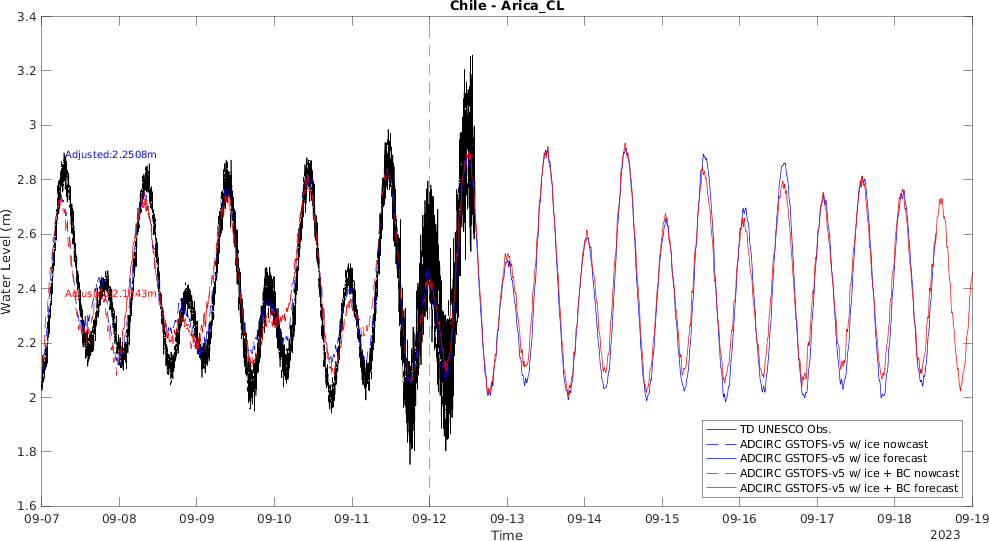 Chile - Arica_CL
3.4
3.2
3
2.8
2.6
2.4
2.2
2
1.8
1.6
Water Level (m)
Adjusted:2.2508m
09-07
09-08
09-09
09-10
09-11
09-12
09-13
09-14
09-15
09-16
09-17
09-18
09-19
Time
2023
TD UNESCO Obs.
ADCIRC GSTOFS-v5 w/ ice nowcast
ADCIRC GSTOFS-v5 w/ ice forecast
ADCIRC GSTOFS-v5 w/ ice + BC nowcast
ADCIRC GSTOFS-v5 w/ ice + BC forecast